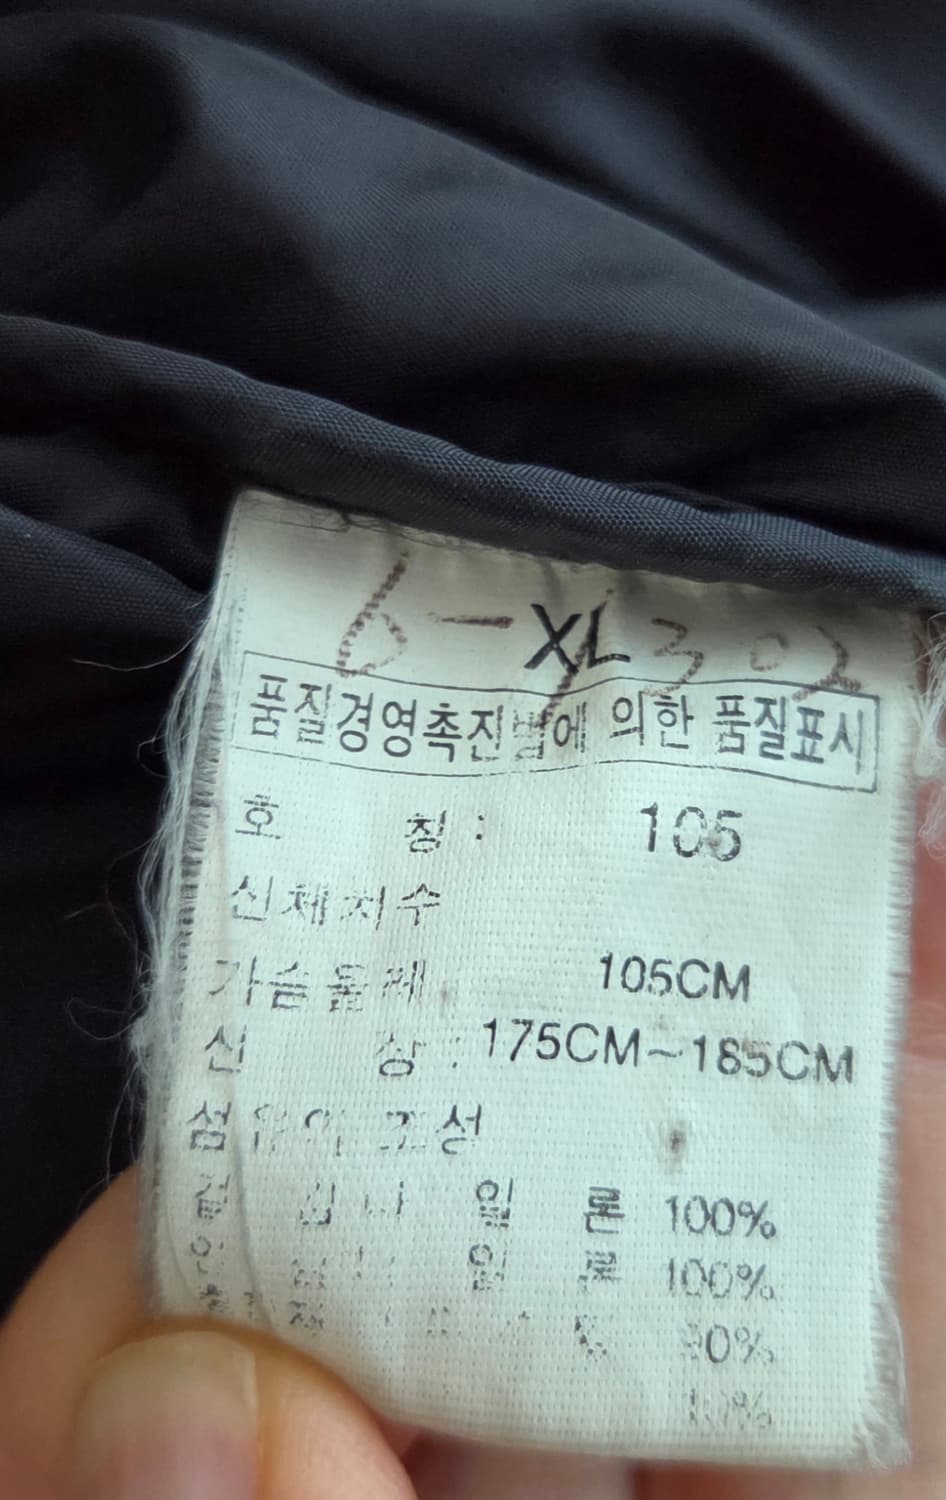 XL
품질경영촉진법에 의한 품질표시
호 칭 : 105
신체치수
가슴둘레 105CM
신 장 : 175CM~185CM
섬유의 조성
겉 감 나 일 론 100%
안 감 나 일 론 100%
90%
10%